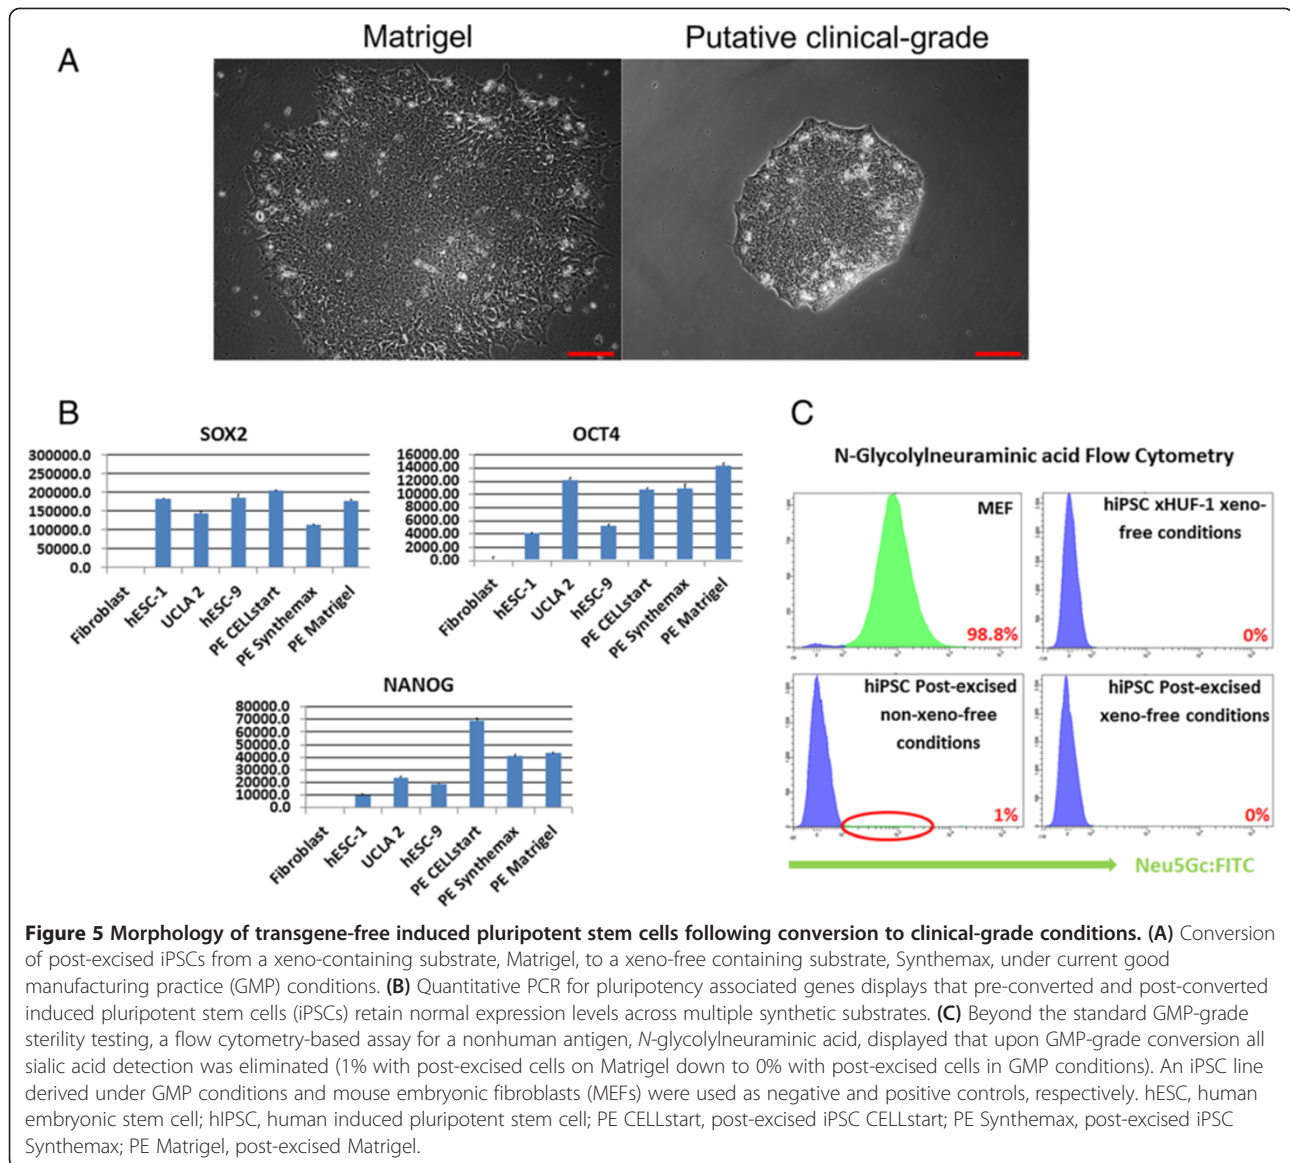 Matrigel
Putative clinical-grade
A
B
SOX2
300000.0
250000.0
200000.0
150000.0
100000.0
50000.0
0.0
Fibroblast
hESC-1
UCLA 2
hESC-9
PE CELLstart
PE Synthemax
PE Matrigel
OCT4
16000.00
14000.00
12000.00
10000.00
8000.00
6000.00
4000.00
2000.00
0.00
Fibroblast
hESC-1
UCLA 2
hESC-9
PE CELLstart
PE Synthemax
PE Matrigel
NANOG
80000.0
70000.0
60000.0
50000.0
40000.0
30000.0
20000.0
10000.0
0.0
Fibroblast
hESC-1
UCLA 2
hESC-9
PE CELLstart
PE Synthemax
PE Matrigel
C
N-Glycolylneuraminic acid Flow Cytometry
MEF
98.8%
hiPSC xHUF-1 xeno-
free conditions
0%
hiPSC Post-excised
non-xeno-free
conditions
1%
hiPSC Post-excised
xeno-free conditions
0%
Neu5Gc:FITC
Figure 5 Morphology of transgene-free induced pluripotent stem cells following conversion to clinical-grade conditions. (A) Conversion
of post-excised iPSCs from a xeno-containing substrate, Matrigel, to a xeno-free containing substrate, Synthemax, under current good
manufacturing practice (GMP) conditions. (B) Quantitative PCR for pluripotency associated genes displays that pre-converted and post-converted
induced pluripotent stem cells (iPSCs) retain normal expression levels across multiple synthetic substrates. (C) Beyond the standard GMP-grade
sterility testing, a flow cytometry-based assay for a nonhuman antigen, N-glycolylneuraminic acid, displayed that upon GMP-grade conversion all
sialic acid detection was eliminated (1% with post-excised cells on Matrigel down to 0% with post-excised cells in GMP conditions). An iPSC line
derived under GMP conditions and mouse embryonic fibroblasts (MEFs) were used as negative and positive controls, respectively. hESC, human
embryonic stem cell; hIPSC, human induced pluripotent stem cell; PE CELLstart, post-excised iPSC CELLstart; PE Synthemax, post-excised iPSC
Synthemax; PE Matrigel, post-excised Matrigel.